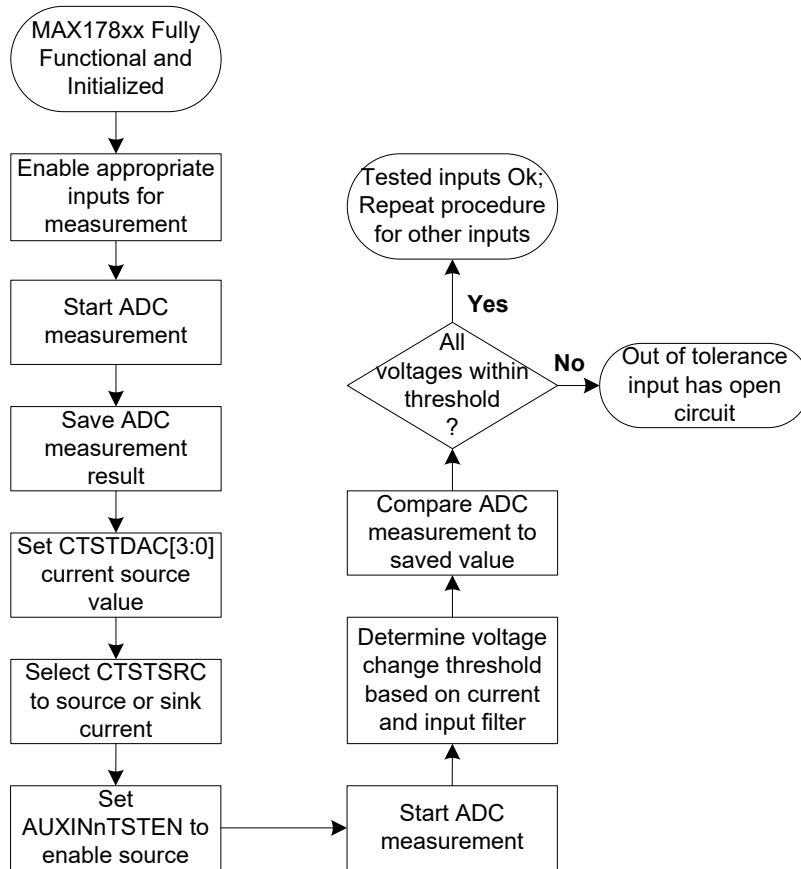 MAX178xx Fully
Functional and
Initialized
Enable appropriate
inputs for
measurement
Start ADC
measurement
Save ADC
measurement
result
Set CTSTDAC[3:0]
current source
value
Select CTSTSRC
to source or sink
current
Set
AUXINnTSTEN to
enable source
Start ADC
measurement
Determine voltage
change threshold
based on current
and input filter
Compare ADC
measurement to
saved value
All
voltages within
threshold
?
Yes
Tested inputs Ok;
Repeat procedure
for other inputs
No
Out of tolerance
input has open
circuit